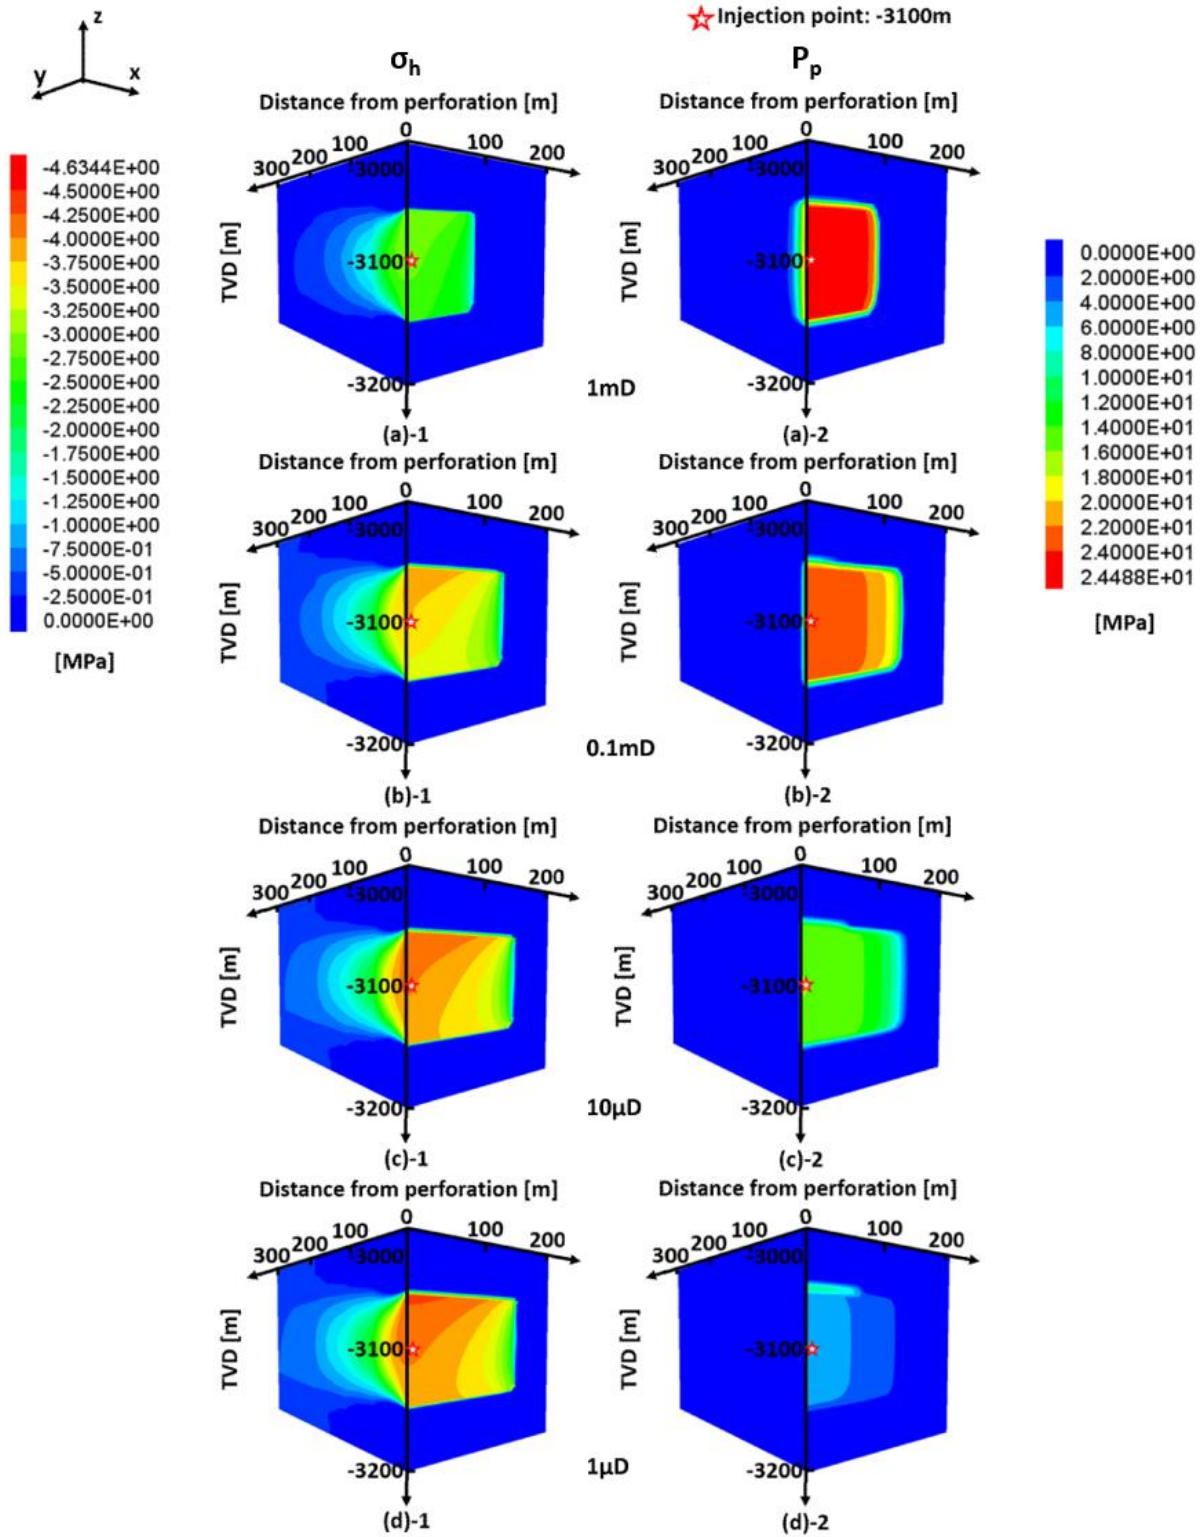 z
y
x
Injection point: -3100m
σh
Pp
-4.6344E+00
-4.5000E+00
-4.2500E+00
-4.0000E+00
-3.7500E+00
-3.5000E+00
-3.2500E+00
-3.0000E+00
-2.7500E+00
-2.5000E+00
-2.2500E+00
-2.0000E+00
-1.7500E+00
-1.5000E+00
-1.2500E+00
-1.0000E+00
-7.5000E-01
-5.0000E-01
-2.5000E-01
0.0000E+00
[MPa]
0.0000E+00
2.0000E+00
4.0000E+00
6.0000E+00
8.0000E+00
1.0000E+01
1.2000E+01
1.4000E+01
1.8000E+01
2.0000E+01
2.2000E+01
2.4000E+01
2.4488E+01
[MPa]
Distance from perforation [m]
0
300 200 100
100 200
-3000
TVD [m]
-3100
-3200
(a)-1
1mD
Distance from perforation [m]
0
300 200 100
100 200
-3000
TVD [m]
-3100
-3200
(a)-2
Distance from perforation [m]
0
300 200 100
100 200
-3000
TVD [m]
-3100
-3200
(b)-1
0.1mD
Distance from perforation [m]
0
300 200 100
100 200
-3000
TVD [m]
-3100
-3200
(b)-2
Distance from perforation [m]
0
300 200 100
100 200
-3000
TVD [m]
-3100
-3200
(c)-1
10μD
Distance from perforation [m]
0
300 200 100
100 200
-3000
TVD [m]
-3100
-3200
(c)-2
Distance from perforation [m]
0
300 200 100
100 200
-3000
TVD [m]
-3100
-3200
(d)-1
1μD
Distance from perforation [m]
0
300 200 100
100 200
-3000
TVD [m]
-3100
-3200
(d)-2